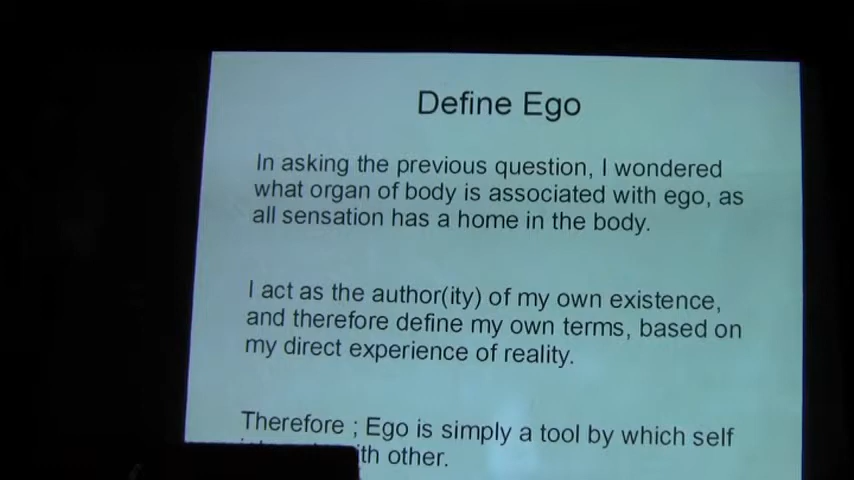 Define Ego
In asking the previous question, I wondered
what organ of body is associated with ego, as
all sensation has a home in the body.
I act as the author(ity) of my own existence,
and therefore define my own terms, based on
my direct experience of reality.
Therefore ; Ego is simply a tool by which self
with other.